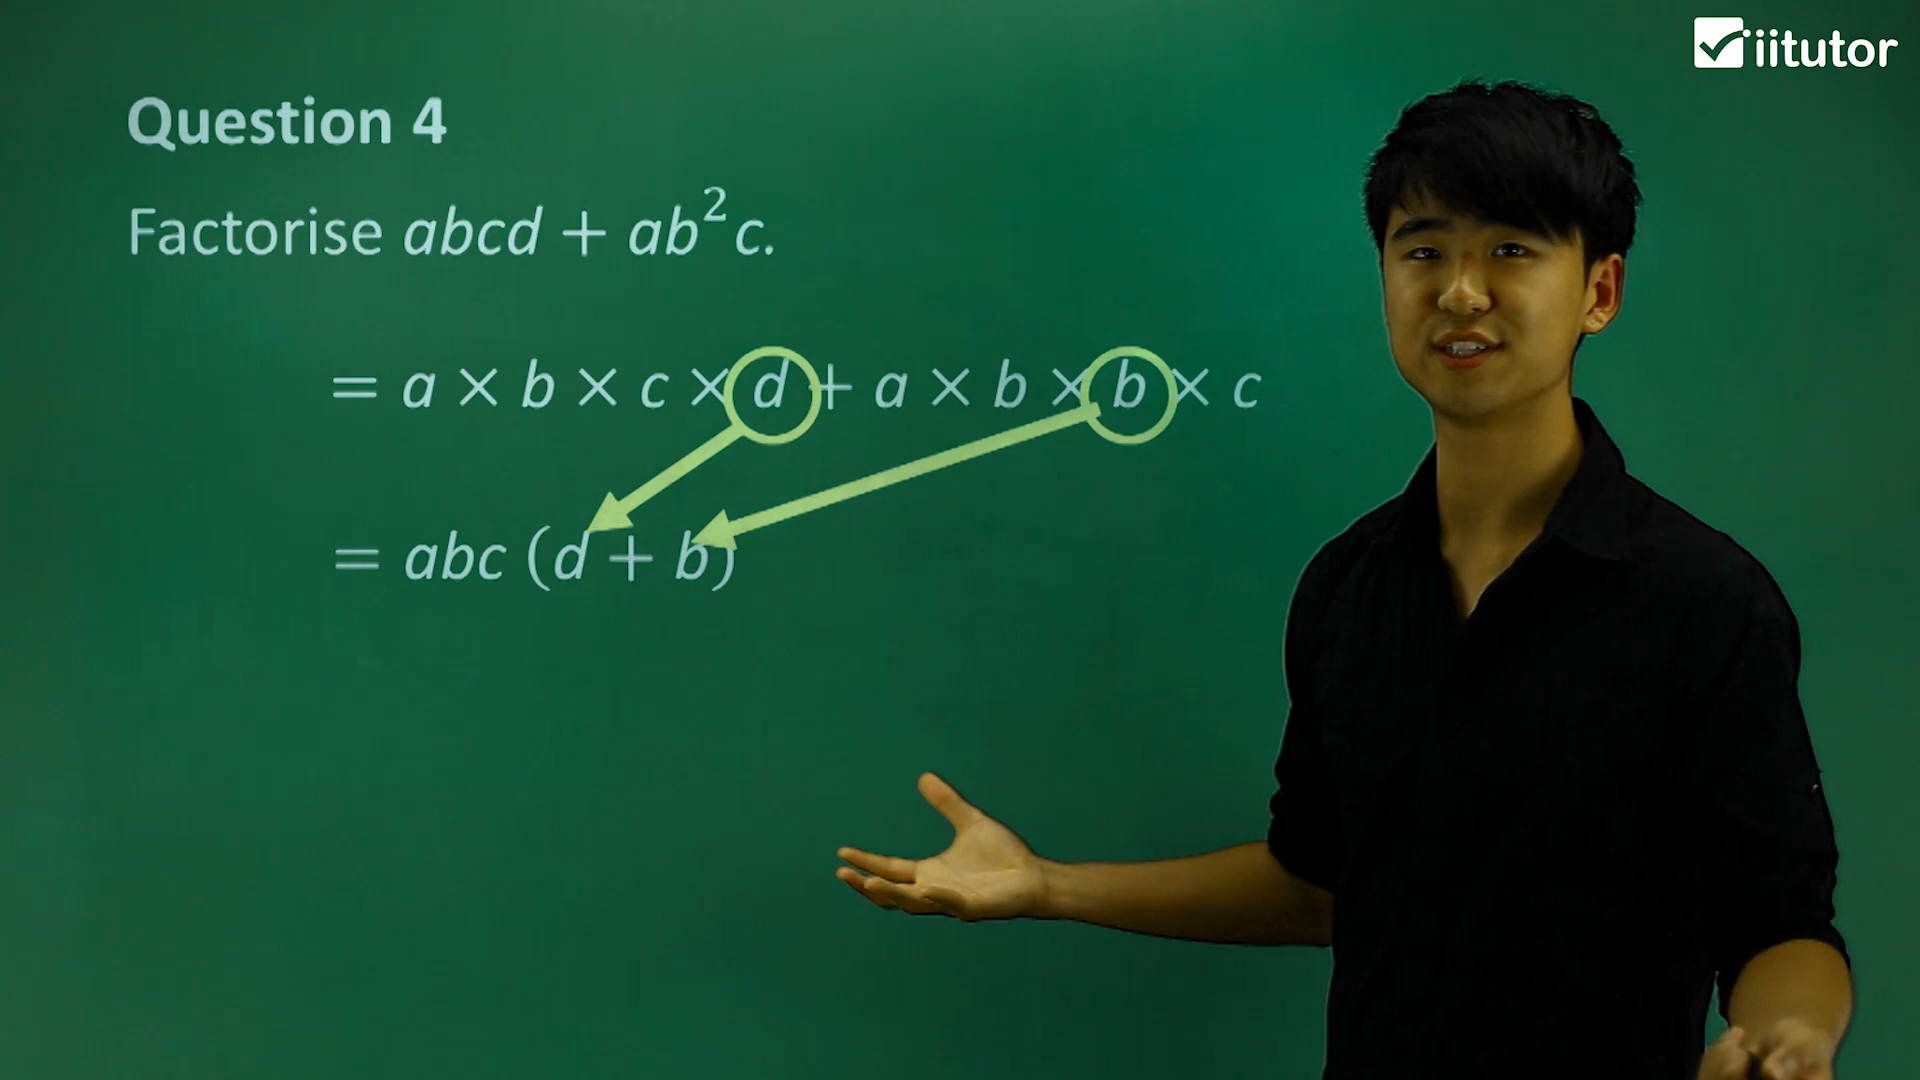 iitutor
Question 4
Factorise abcd + ab²c.
= a × b × c × d + a × b × b × c
= abc (d + b)